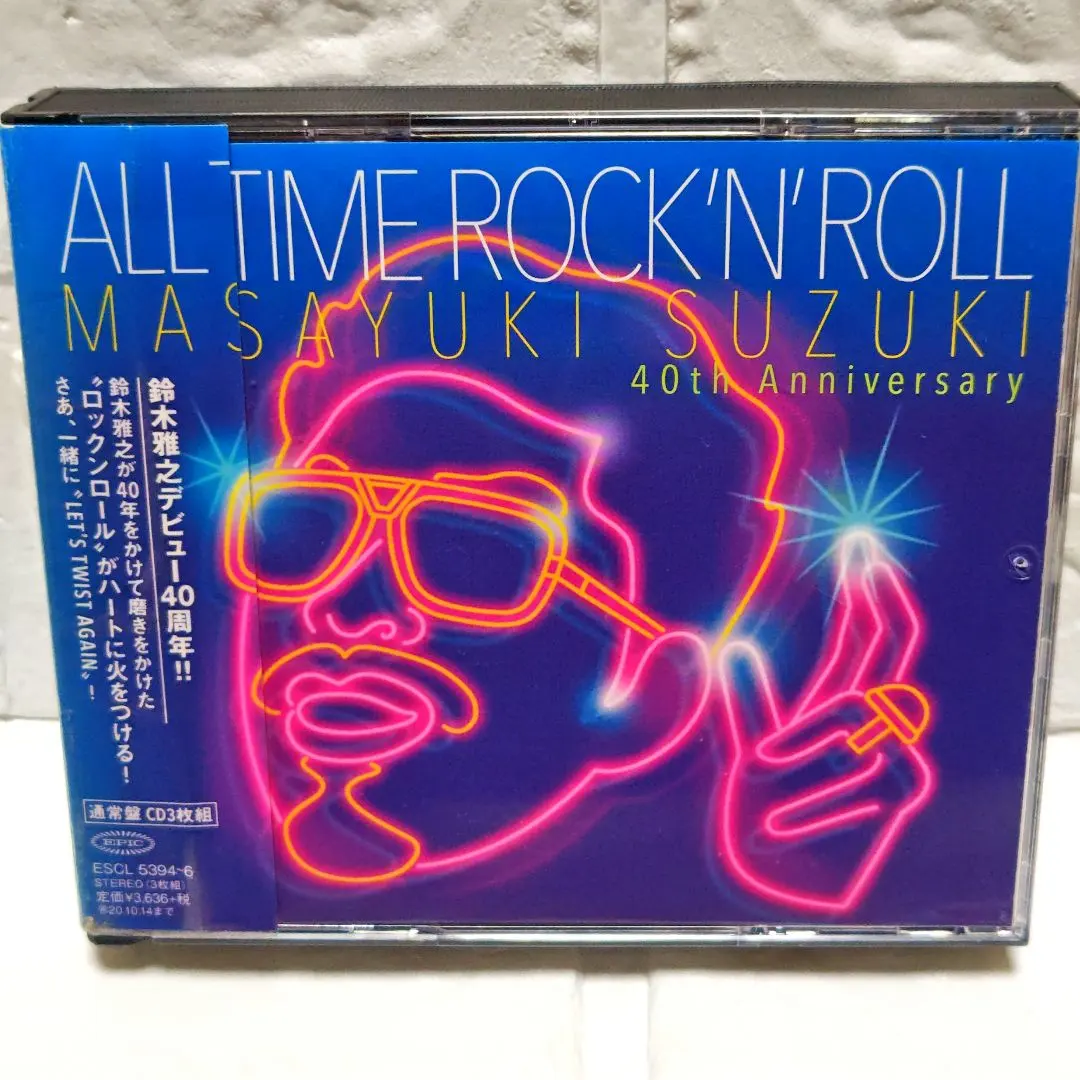 ALL TIME ROCK'N'ROLL
MASAYUKI SUZUKI
40th Anniversary
鈴木雅之デビュー40周年!!
鈴木雅之が40年をかけて磨きをかけた
〝ロックンロール〟がハートに火をつける!
さあ、一緒に〝LET'S TWIST AGAIN〟!
通常盤 CD3枚組
EPIC
ESCL 5394~6
STEREO (3枚組)
定価¥3,636+税
20.10.14まで